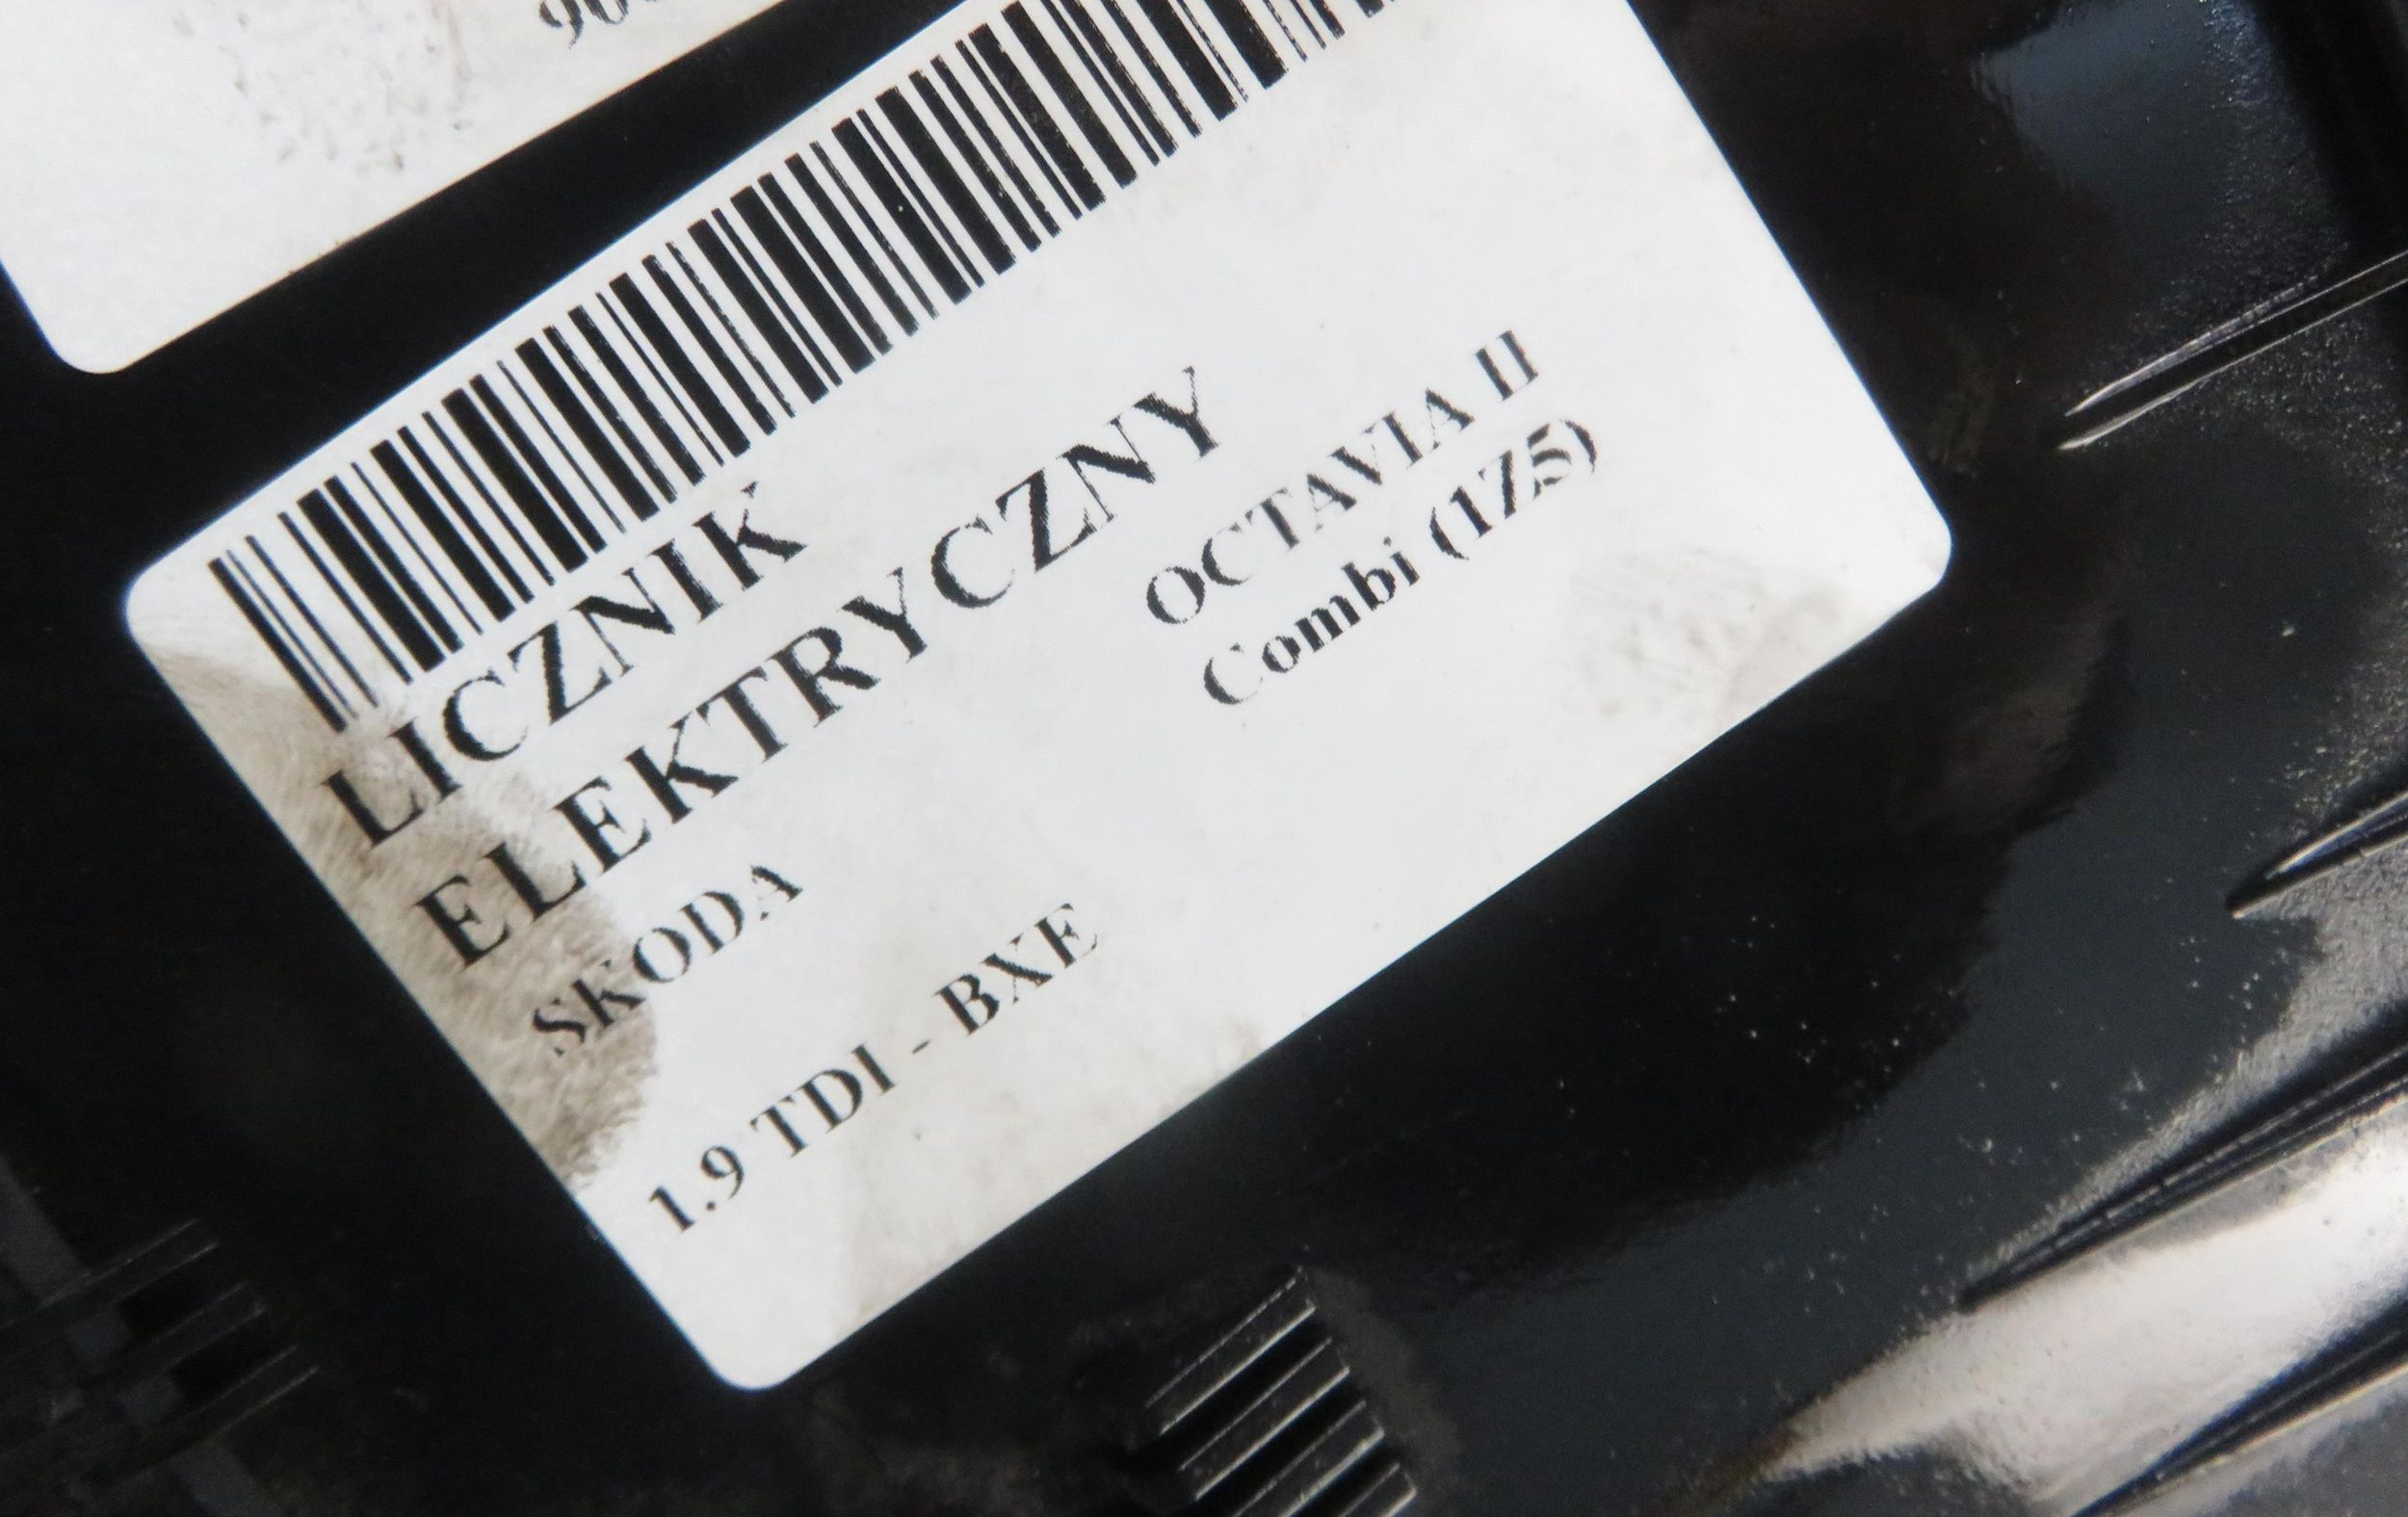 LICZNIK
ELEKTRYCZNY
SKODA
OCTAVIA II
Combi (1Z5)
1.9 TDI - BXE